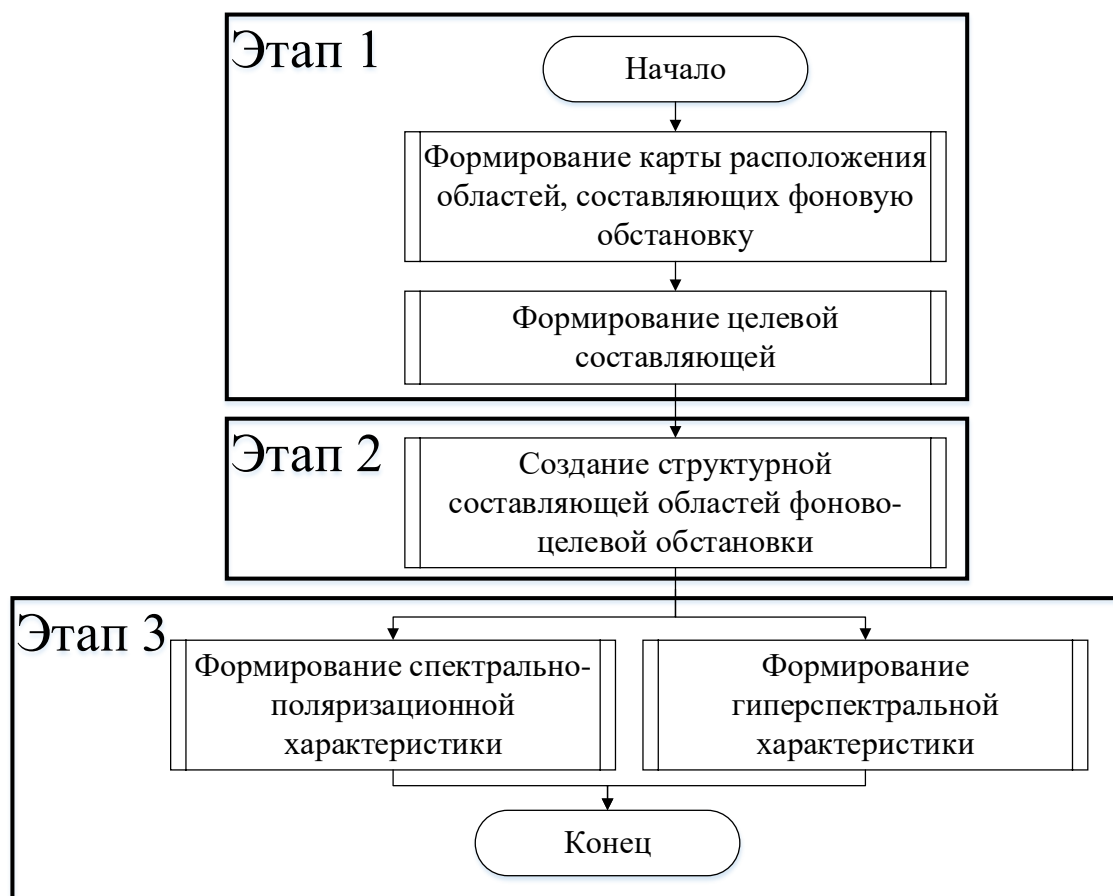 Этап 1
Начало
Формирование карты расположения
областей, составляющих фоновую
обстановку
Формирование целевой
составляющей
Этап 2
Создание структурной
составляющей областей фоново-
целевой обстановки
Этап 3
Формирование спектрально-
поляризационной
характеристики
Формирование
гиперспектральной
характеристики
Конец